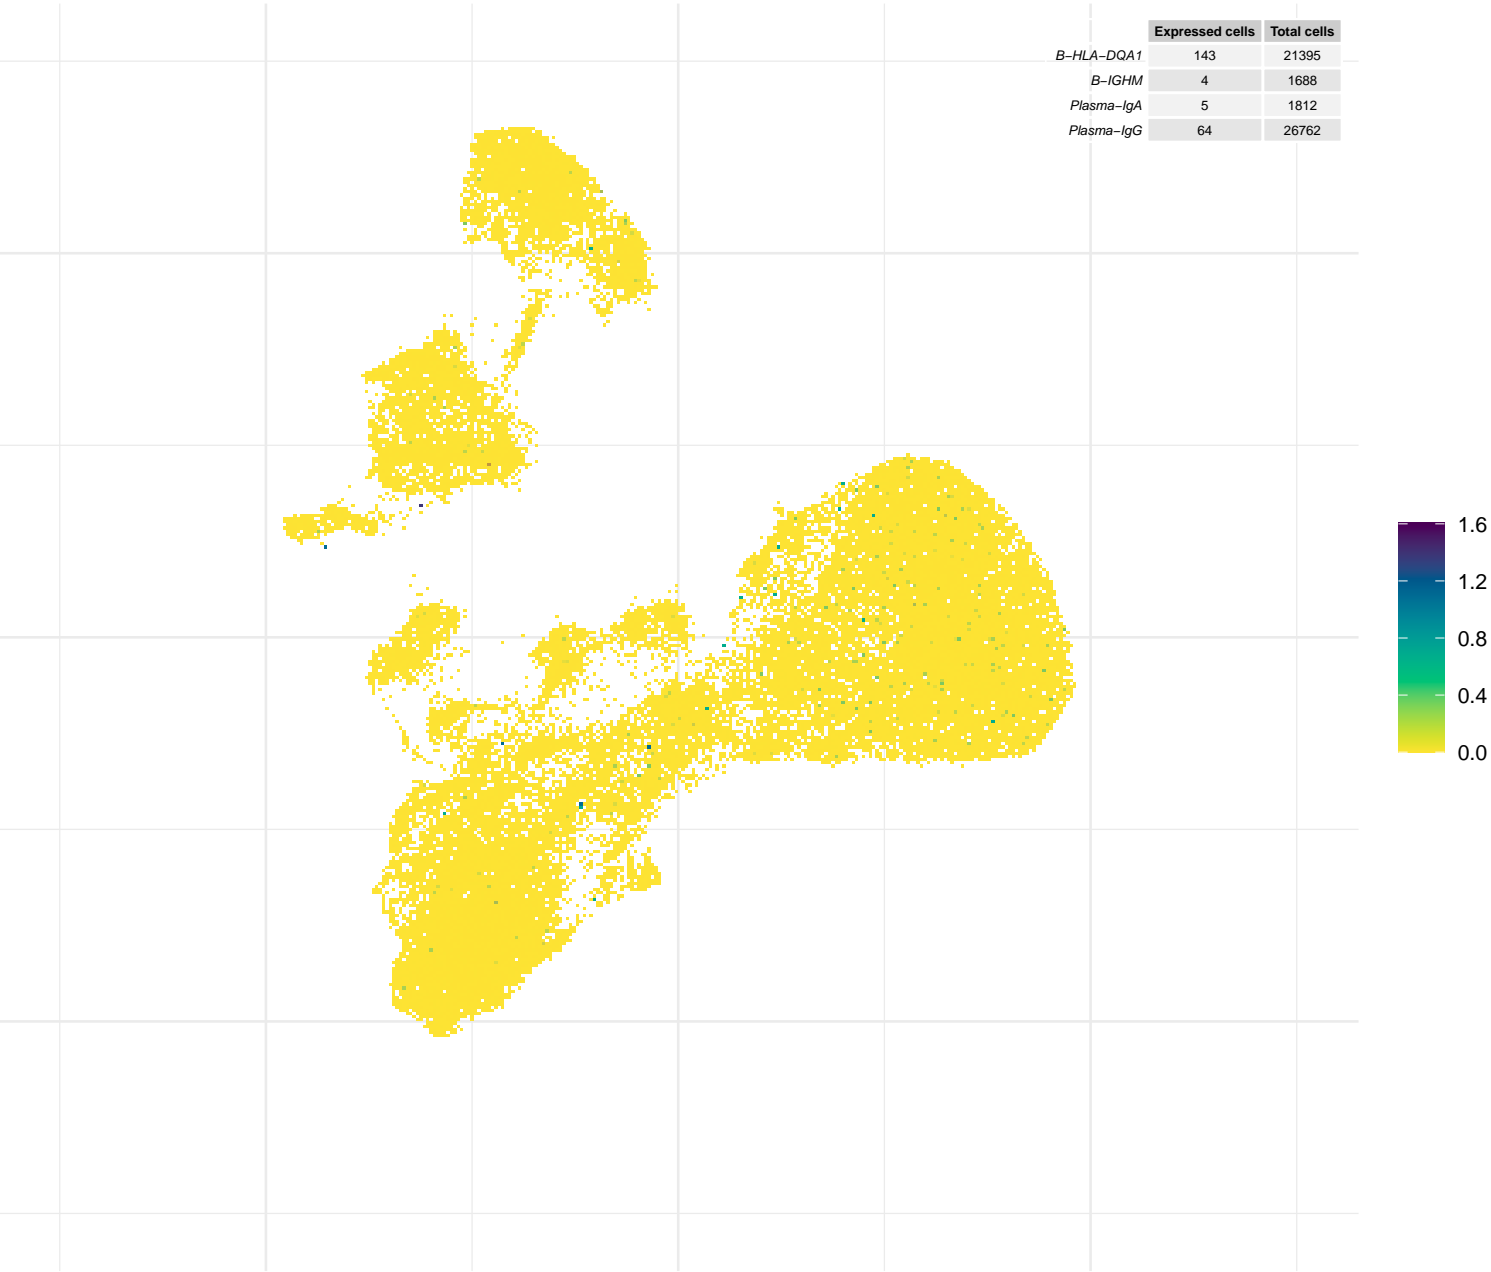 Expressed cells Total cells
B−HLA−DQA1 143 21395
B−IGHM 4 1688
Plasma−IgA 5 1812
Plasma−IgG 64 26762
1.6
1.2
0.8
0.4
0.0